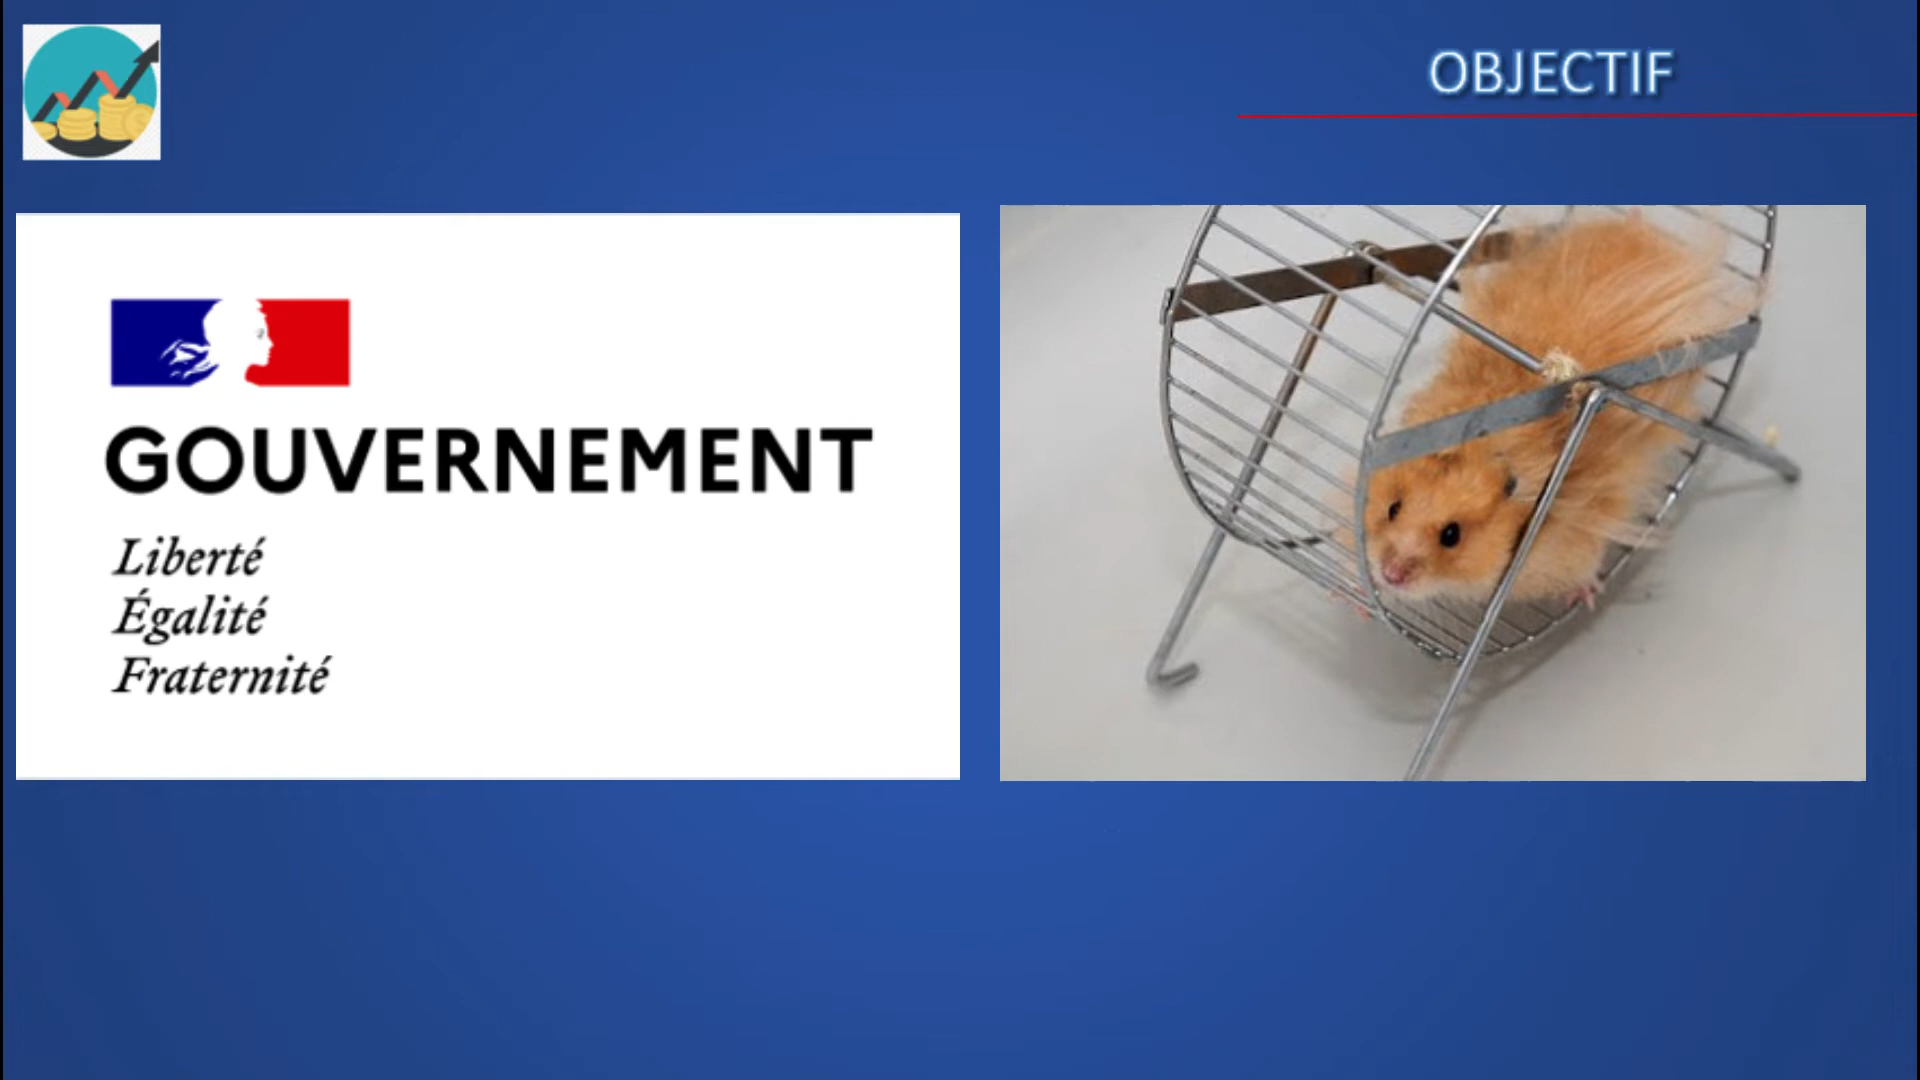 OBJECTIF
GOUVERNEMENT
Liberté
Égalité
Fraternité